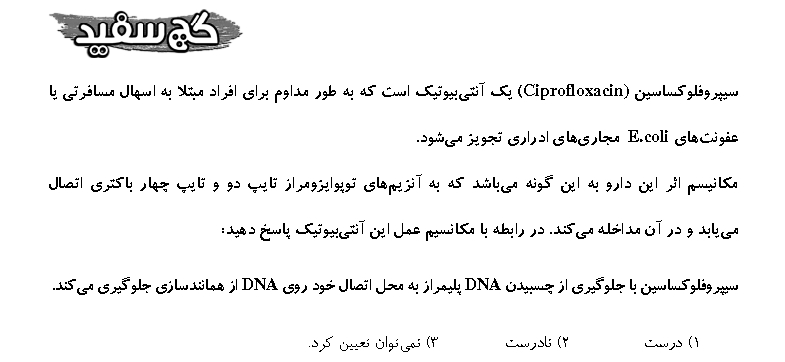 گچ سفید
سیپروفلوکساسین (Ciprofloxacin) یک آنتی‌بیوتیک است که به طور مداوم برای افراد مبتلا به اسهال مسافرتی یا
عفونت‌های E.coli مجاری‌های ادراری تجویز می‌شود.
مکانیسم اثر این دارو به این گونه می‌باشد که به آنزیم‌های توپوایزومراز تایپ دو و تایپ چهار باکتری اتصال
می‌یابد و در آن مداخله می‌کند. در رابطه با مکانسیم عمل این آنتی‌بیوتیک پاسخ دهید:
سیپروفلوکساسین با جلوگیری از چسبیدن DNA پلیمراز به محل اتصال خود روی DNA از همانندسازی جلوگیری می‌کند.
۱) درست ۲) نادرست ۳) نمی‌توان تعیین کرد.